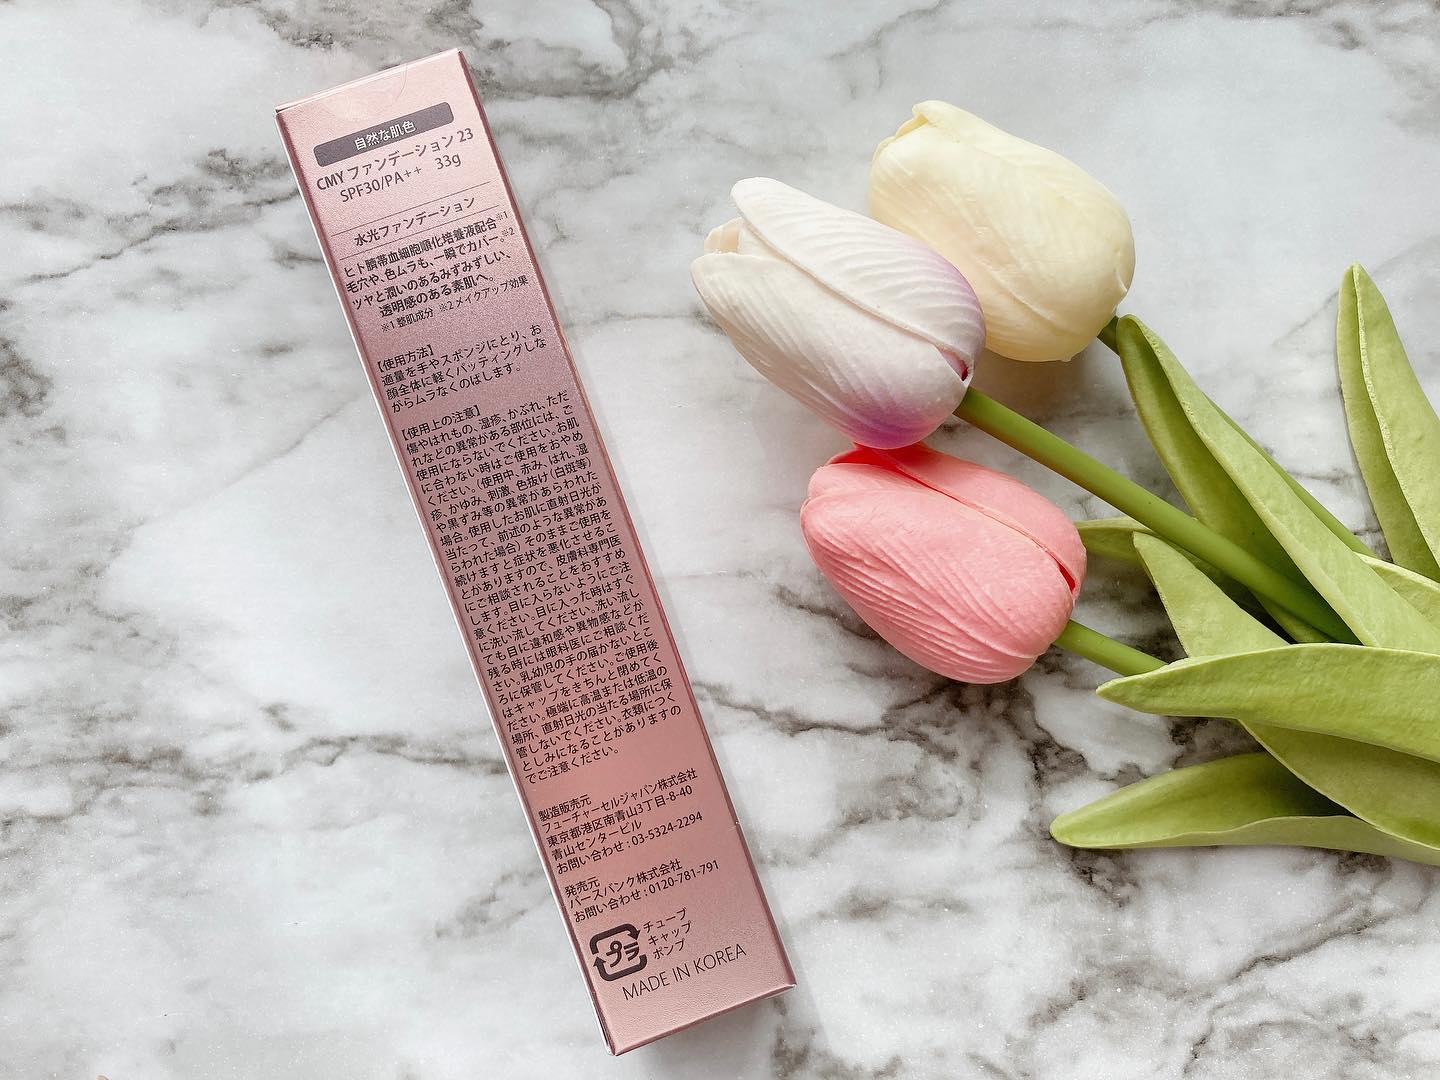 自然な肌色
CMY ファンデーション 23
SPF30/PA++ 33g
水光ファンデーション
ヒト臍帯血細胞順化培養液配合※1
毛穴や、色ムラも、一瞬でカバー。※2
ツヤと潤いのあるみずみずしい、
透明感のある素肌へ。
※1 整肌成分 ※2 メイクアップ効果
【使用方法】
適量を手やスポンジにとり、お
顔全体に軽くパッティングしな
がらムラなくのばします。
【使用上の注意】
傷やはれもの、湿疹、かぶれ、ただ
れなどの異常がある部位には、ご
使用にならないでください。お肌
に合わない時はご使用をおやめ
ください。(使用中、赤み、はれ、湿
疹、かゆみ、刺激、色抜け(白斑等)
や黒ずみ等の異常があらわれた
場合。使用したお肌に直射日光が
当たって、前述のような異常があ
らわれた場合) そのままご使用を
続けますと症状を悪化させるこ
とがありますので、皮膚科専門医
にご相談されることをおすすめ
します。目に入らないようにご注
意ください。目に入った時はすぐ
に洗い流してください。洗い流し
ても目に違和感や異物感などが
残る時には眼科医にご相談くだ
さい。乳幼児の手の届かないとこ
ろに保管してください。ご使用後
はキャップをきちんと閉めてく
ださい。極端に高温または低温の
場所、直射日光の当たる場所に保
管しないでください。衣類につく
としみになることがありますの
でご注意ください。
製造販売元
フューチャーセルジャパン株式会社
東京都港区南青山3丁目-8-40
青山センタービル
お問い合わせ : 03-5324-2294
発売元
バースバンク株式会社
お問い合わせ : 0120-781-791
プラ
チューブ
キャップ
ポンプ
MADE IN KOREA